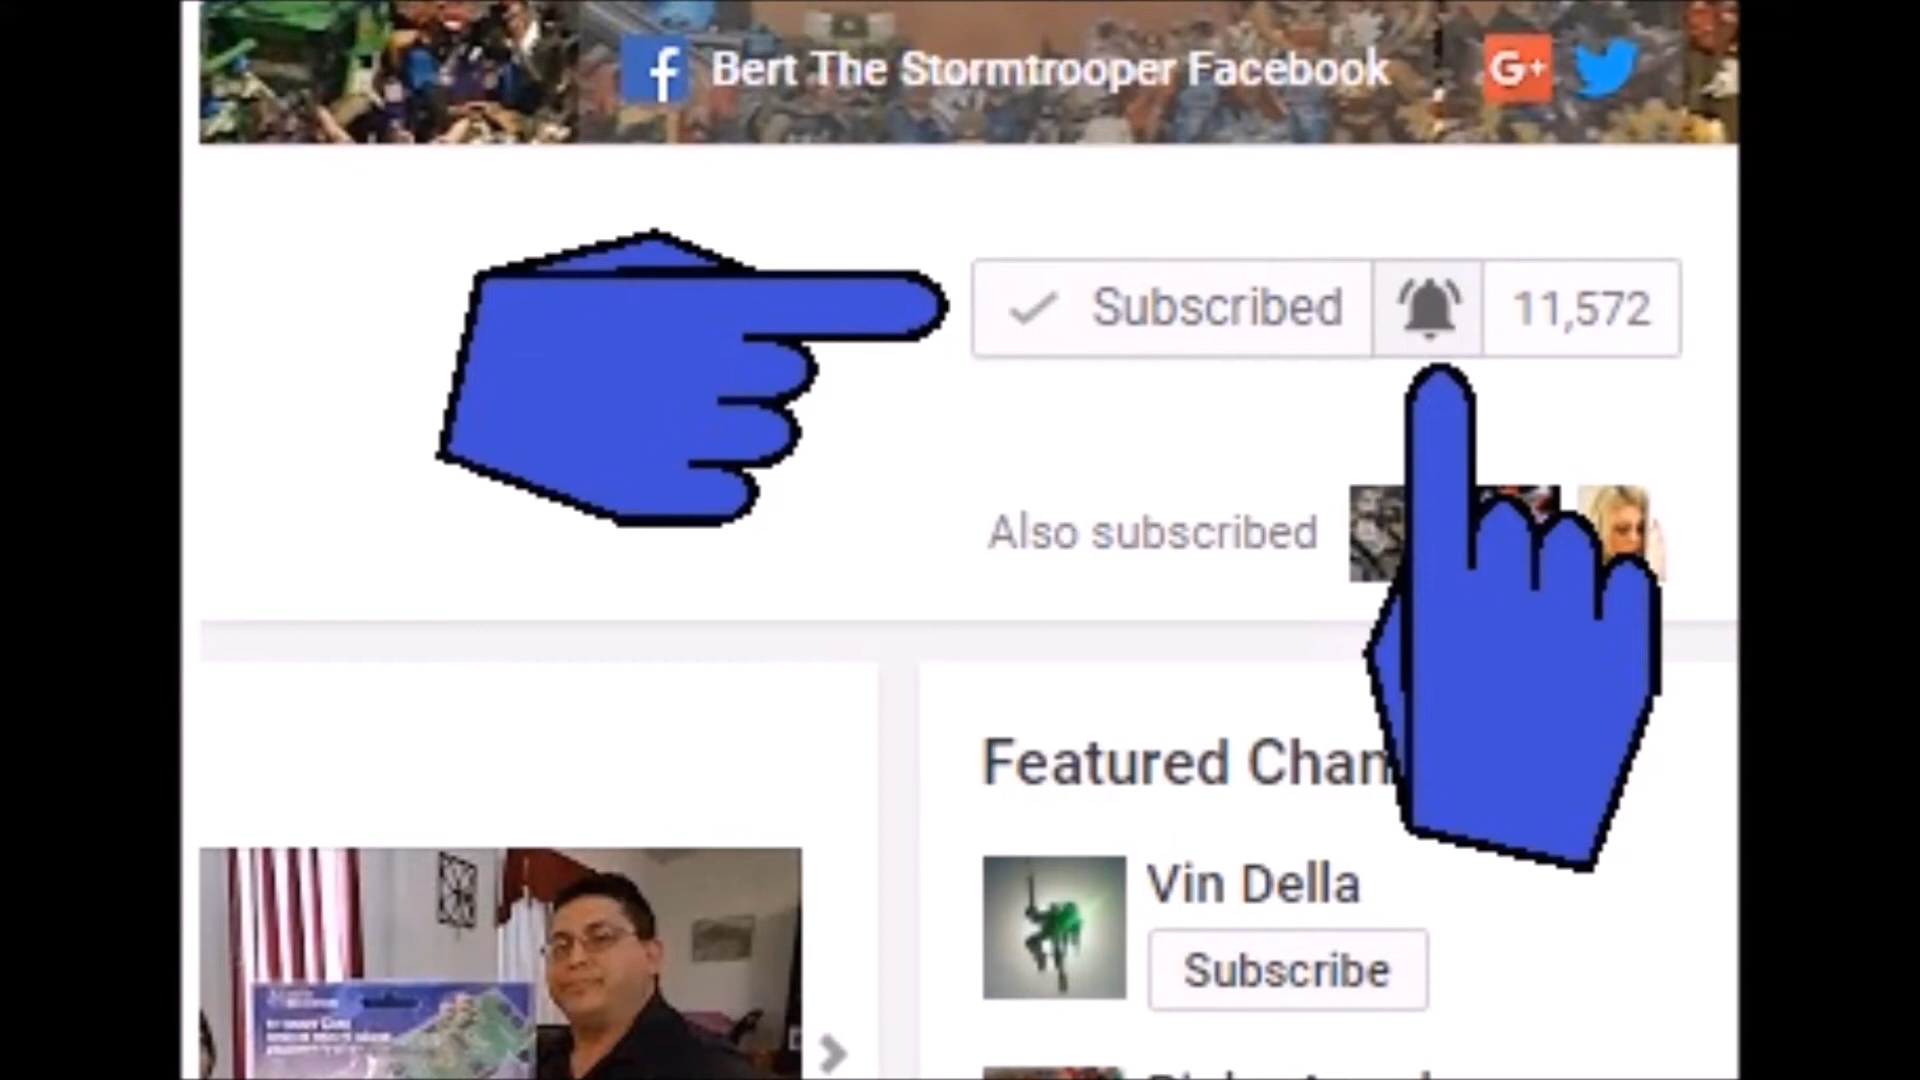 f Bert The Stormtrooper Facebook G+
Subscribed 11,572
Also subscribed
Featured Chan
Vin Della
Subscribe